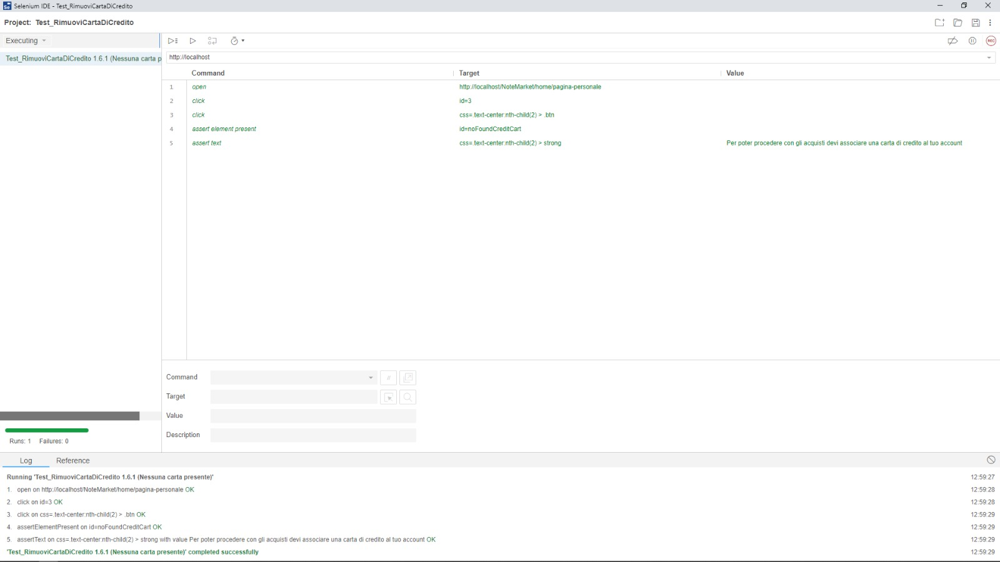 Selenium IDE - Test_RimuoviCartaDiCredito
Project: Test_RimuoviCartaDiCredito
Executing
REC
Test_RimuoviCartaDiCredito 1.6.1 (Nessuna carta p
http://localhost
Command Target Value
1 open http://localhost/NoteMarket/home/pagina-personale
2 click id=3
3 click css=.text-center:nth-child(2) > .btn
4 assert element present id=noFoundCreditCart
5 assert text css=.text-center:nth-child(2) > strong Per poter procedere con gli acquisti devi associare una carta di credito al tuo account
Command //
Target
Value
Description
Runs: 1 Failures: 0
Log Reference
Running 'Test_RimuoviCartaDiCredito 1.6.1 (Nessuna carta presente)' 12:59:27
1. open on http://localhost/NoteMarket/home/pagina-personale OK 12:59:28
2. click on id=3 OK 12:59:28
3. click on css=.text-center:nth-child(2) > .btn OK 12:59:29
4. assertElementPresent on id=noFoundCreditCart OK 12:59:29
5. assertText on css=.text-center:nth-child(2) > strong with value Per poter procedere con gli acquisti devi associare una carta di credito al tuo account OK 12:59:29
'Test_RimuoviCartaDiCredito 1.6.1 (Nessuna carta presente)' completed successfully 12:59:29